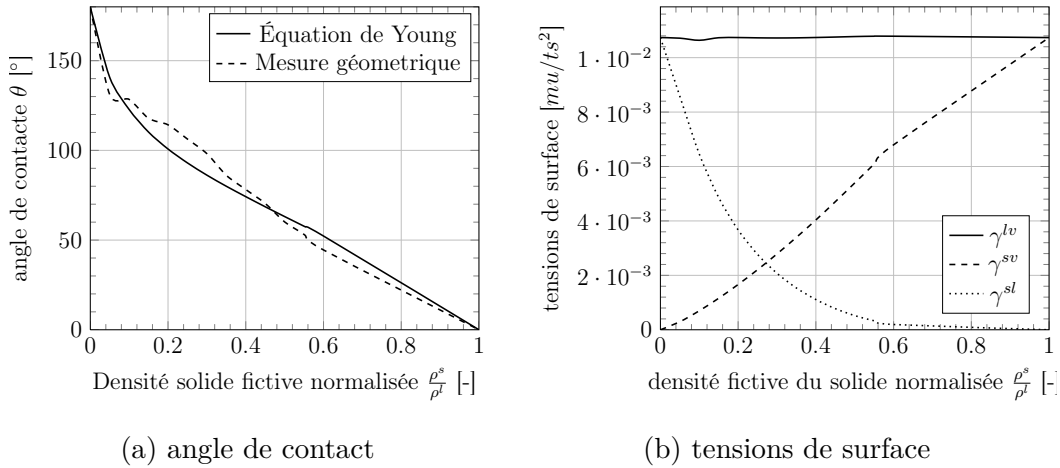 angle de contacte θ [°]
150
100
50
0
0
0.2
0.4
0.6
0.8
1
Densité solide fictive normalisée ρ^s/ρ^l [-]
Équation de Young
Mesure géometrique
(a) angle de contact
tensions de surface [mu/ts²]
1 · 10⁻²
8 · 10⁻³
6 · 10⁻³
4 · 10⁻³
2 · 10⁻³
0
0
0.2
0.4
0.6
0.8
1
densité fictive du solide normalisée ρ^s/ρ^l [-]
γ^lv
γ^sv
γ^sl
(b) tensions de surface